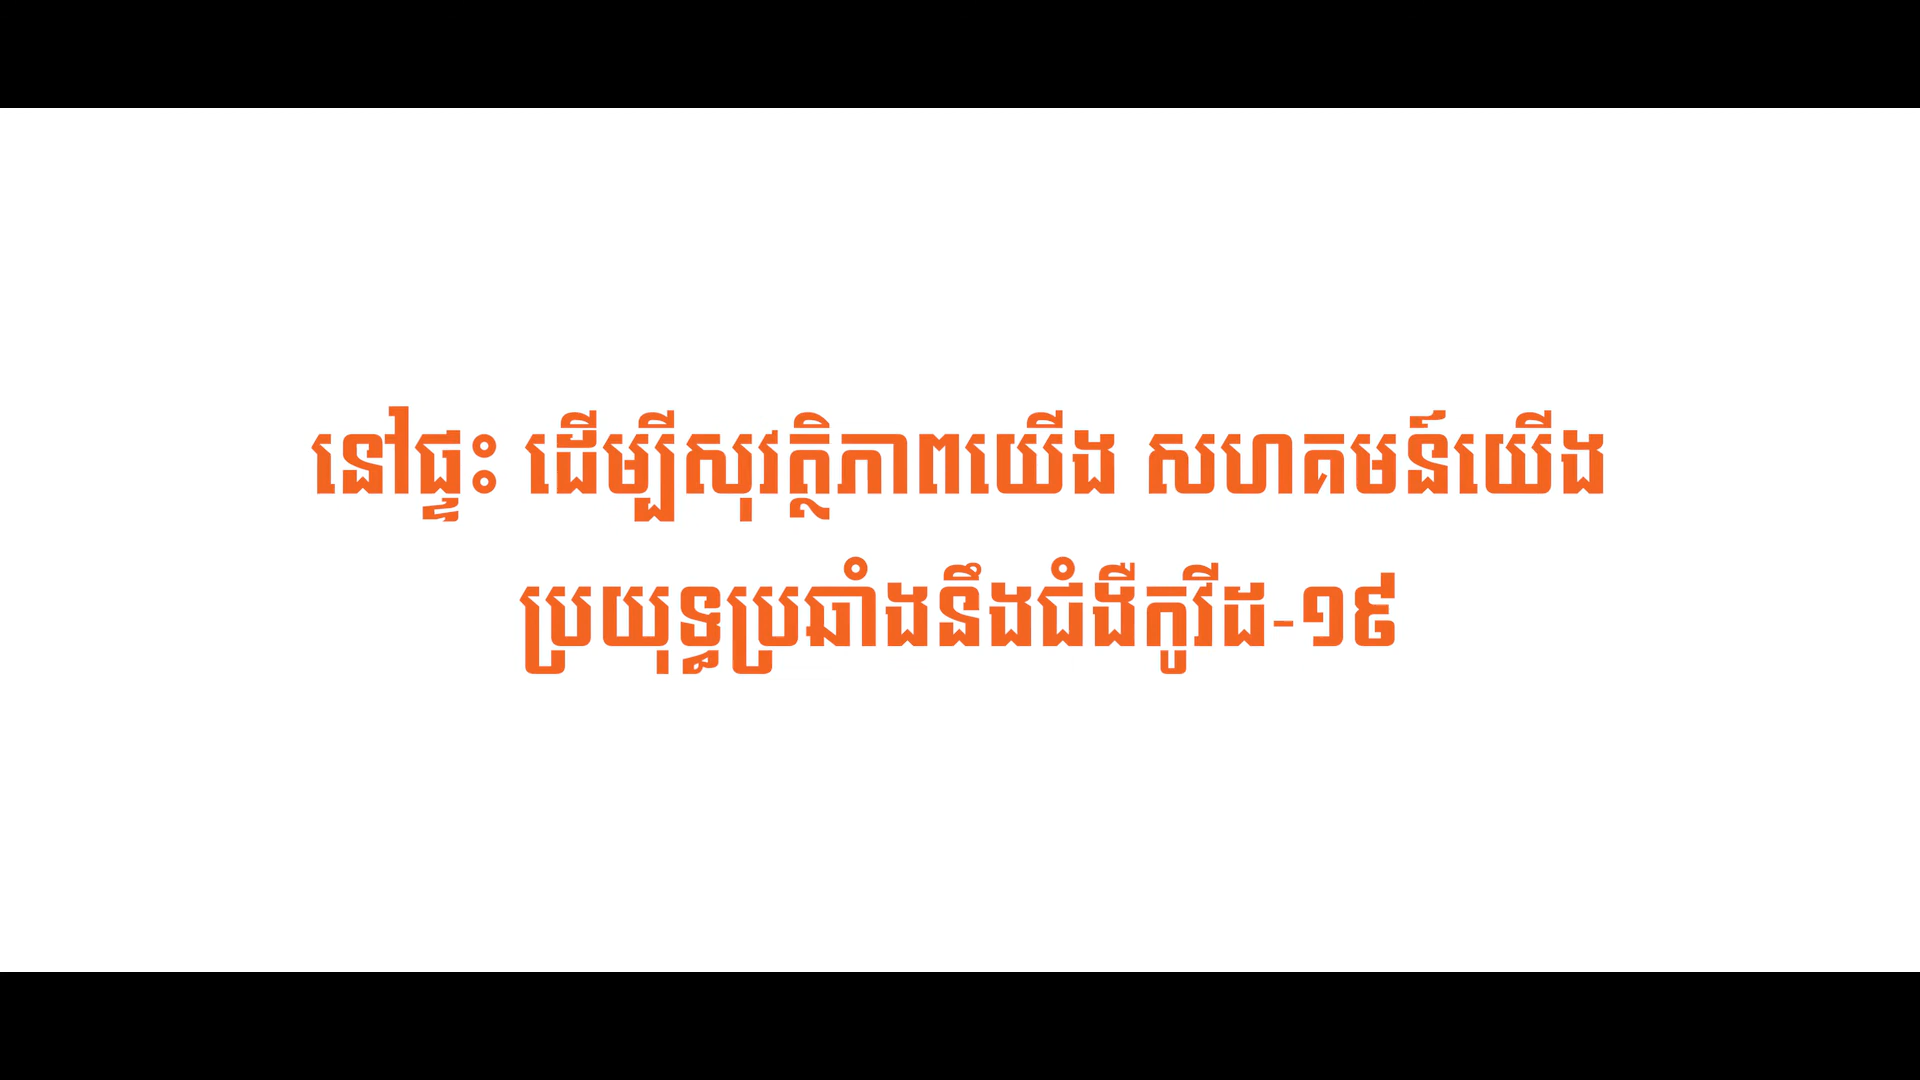 នៅផ្ទះ ដើម្បីសុវត្ថិភាពយើង សហគមន៍យើង
ប្រយុទ្ធប្រឆាំងនឹងជំងឺកូវីដ-១៩